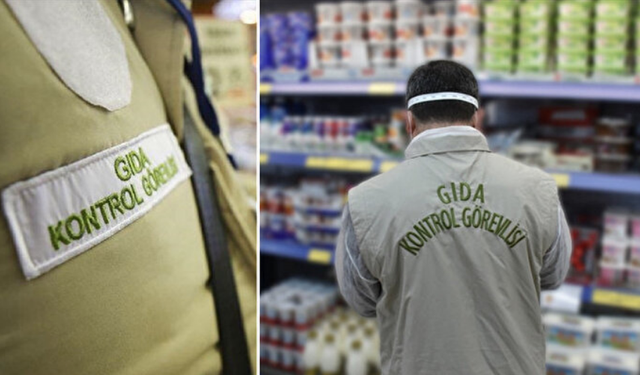 GIDA
KONTROL GÖREVLİSİ
GIDA
KONTROL GÖREVLİSİ